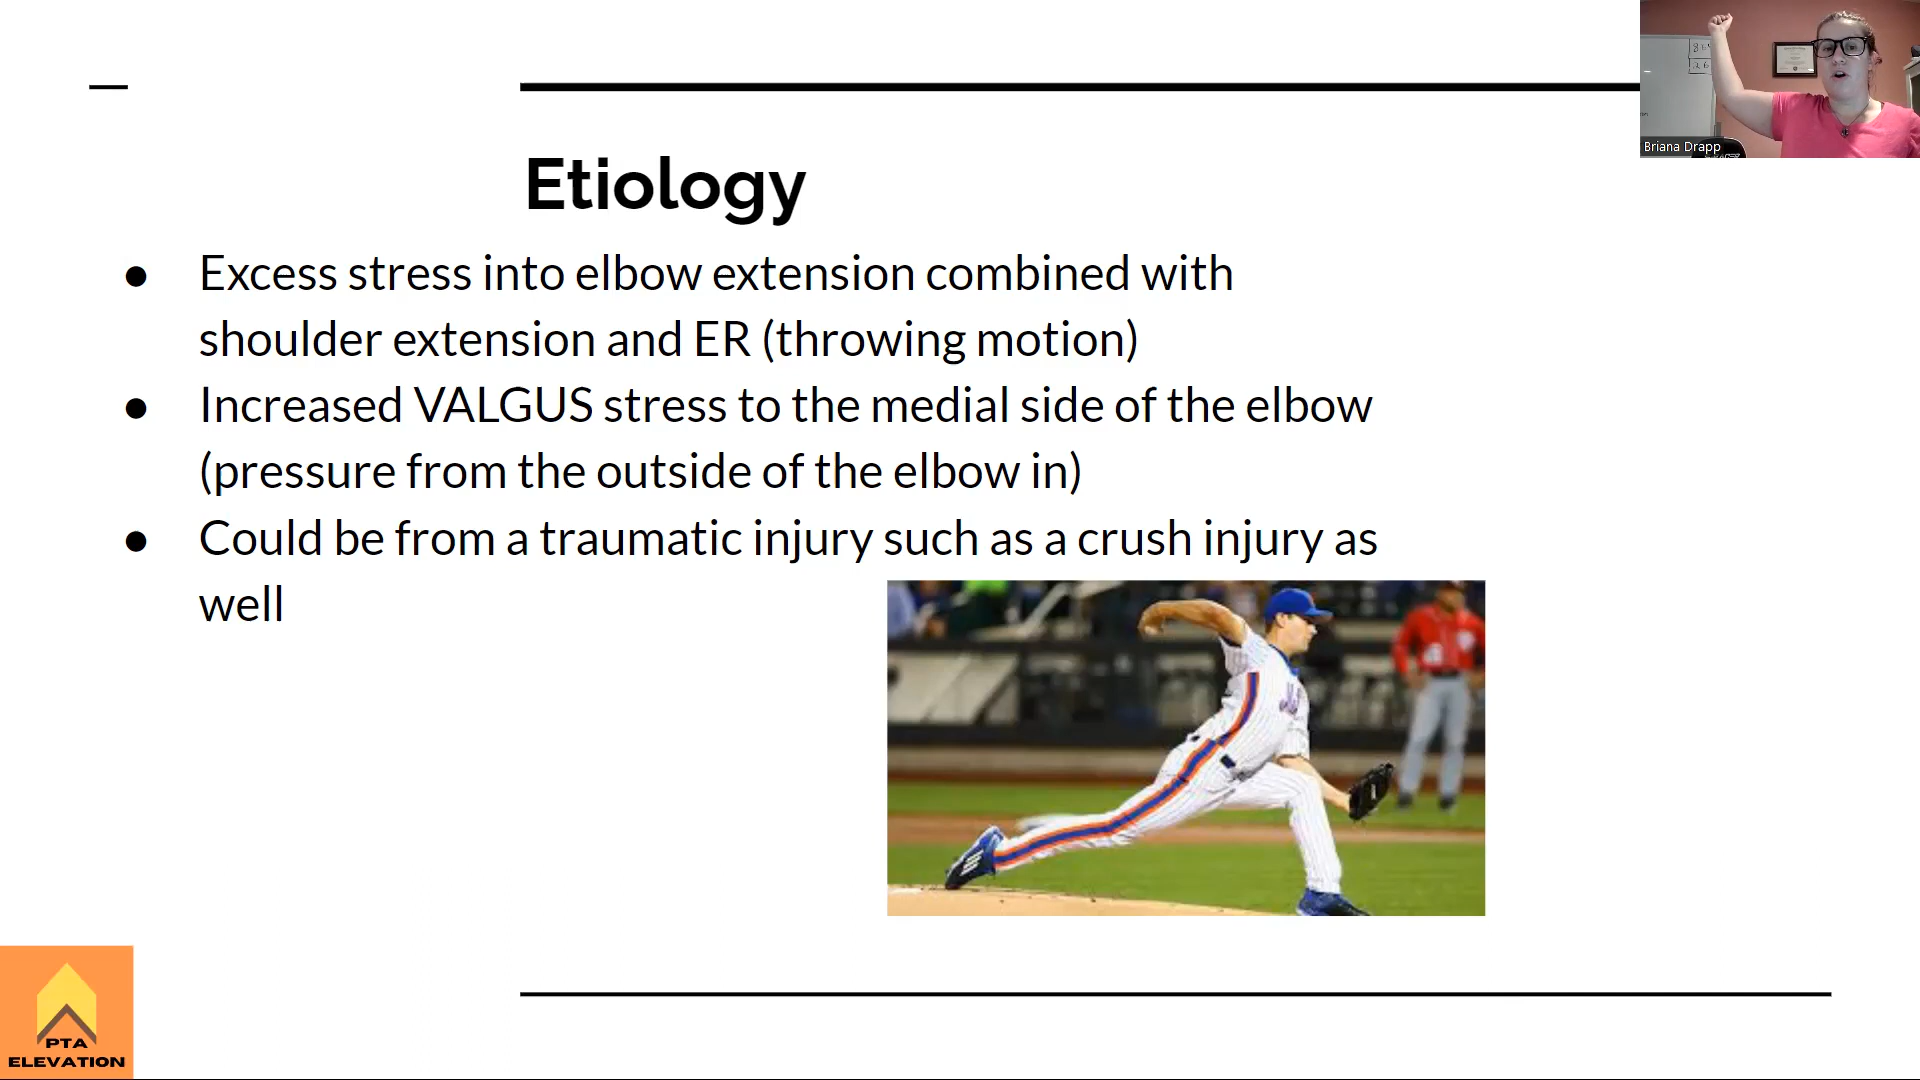 Briana Drapp
Etiology
● Excess stress into elbow extension combined with
shoulder extension and ER (throwing motion)
● Increased VALGUS stress to the medial side of the elbow
(pressure from the outside of the elbow in)
● Could be from a traumatic injury such as a crush injury as
well
PTA
ELEVATION